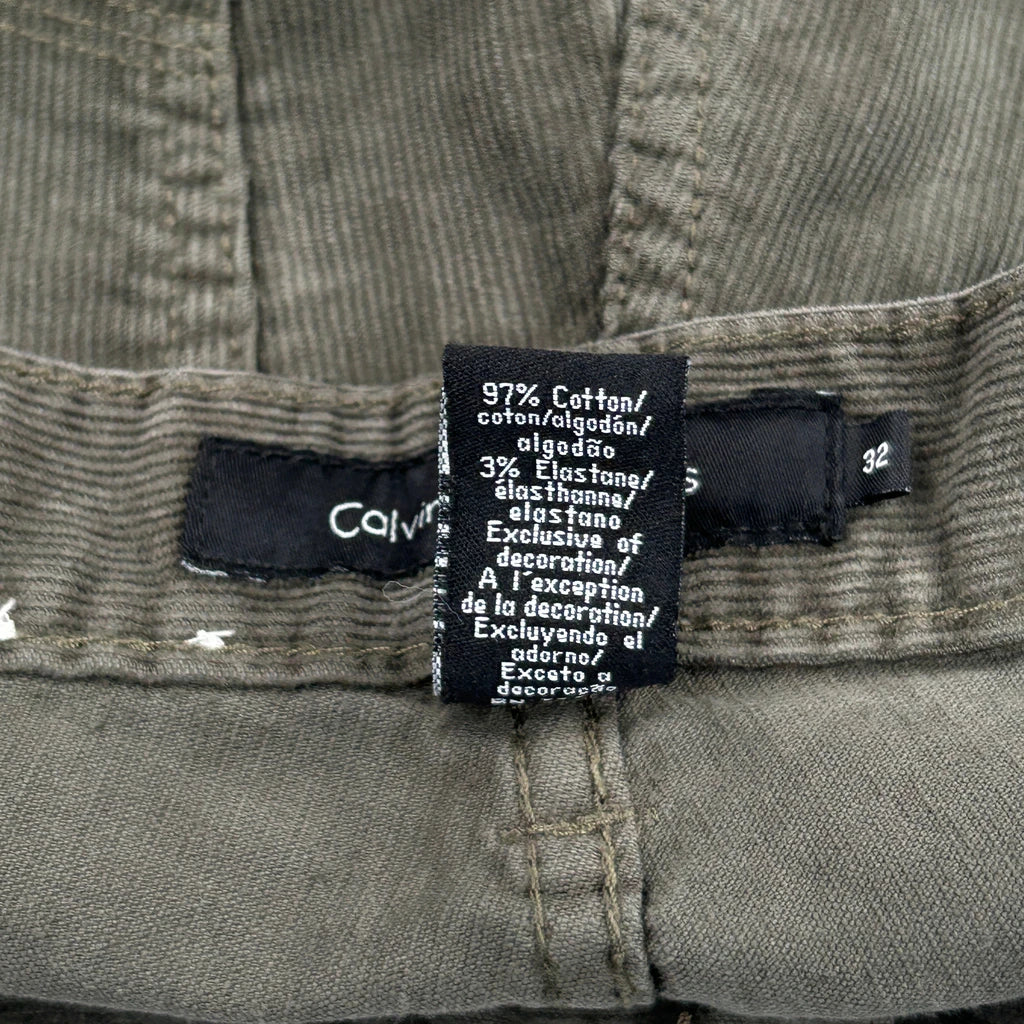 97% Cotton/
coton/algodón/
algodão
3% Elastane/
élasthanne/
elastano
Exclusive of
decoration/
A l'exception
de la decoration/
Excluyendo el
adorno/
Exceto a
decoração
Calvin
s
32